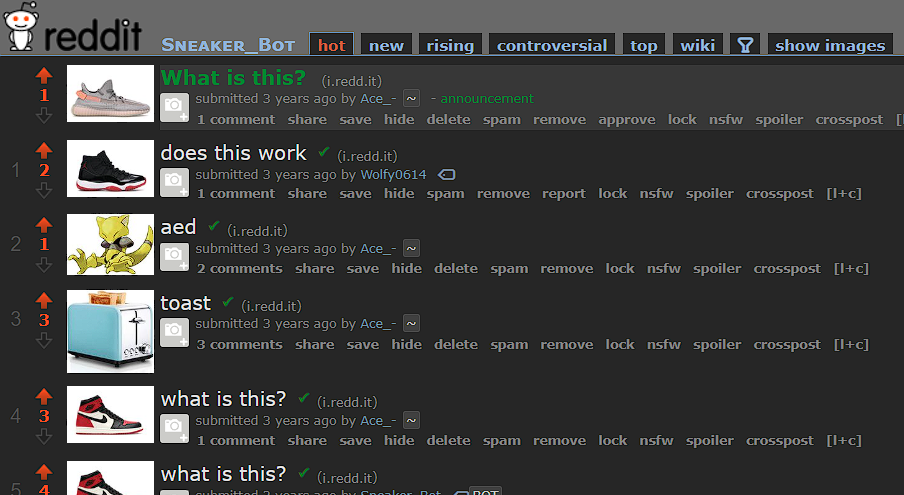 reddit SNEAKER_BOT hot new rising controversial top wiki show images
What is this? (i.redd.it)
1
submitted 3 years ago by Ace_- ~ - announcement
1 comment share save hide delete spam remove approve lock nsfw spoiler crosspost [l
1 2
does this work ✔ (i.redd.it)
submitted 3 years ago by Wolfy0614
1 comment share save hide spam remove report lock nsfw spoiler crosspost [l+c]
2 1
aed ✔ (i.redd.it)
submitted 3 years ago by Ace_- ~
2 comments share save hide delete spam remove lock nsfw spoiler crosspost [l+c]
3 3
toast ✔ (i.redd.it)
submitted 3 years ago by Ace_- ~
3 comments share save hide delete spam remove lock nsfw spoiler crosspost [l+c]
4 3
what is this? ✔ (i.redd.it)
submitted 3 years ago by Ace_- ~
1 comment share save hide delete spam remove lock nsfw spoiler crosspost [l+c]
5 4
what is this? ✔ (i.redd.it)
submitted 3 years ago by Sneaker_Bot BOT